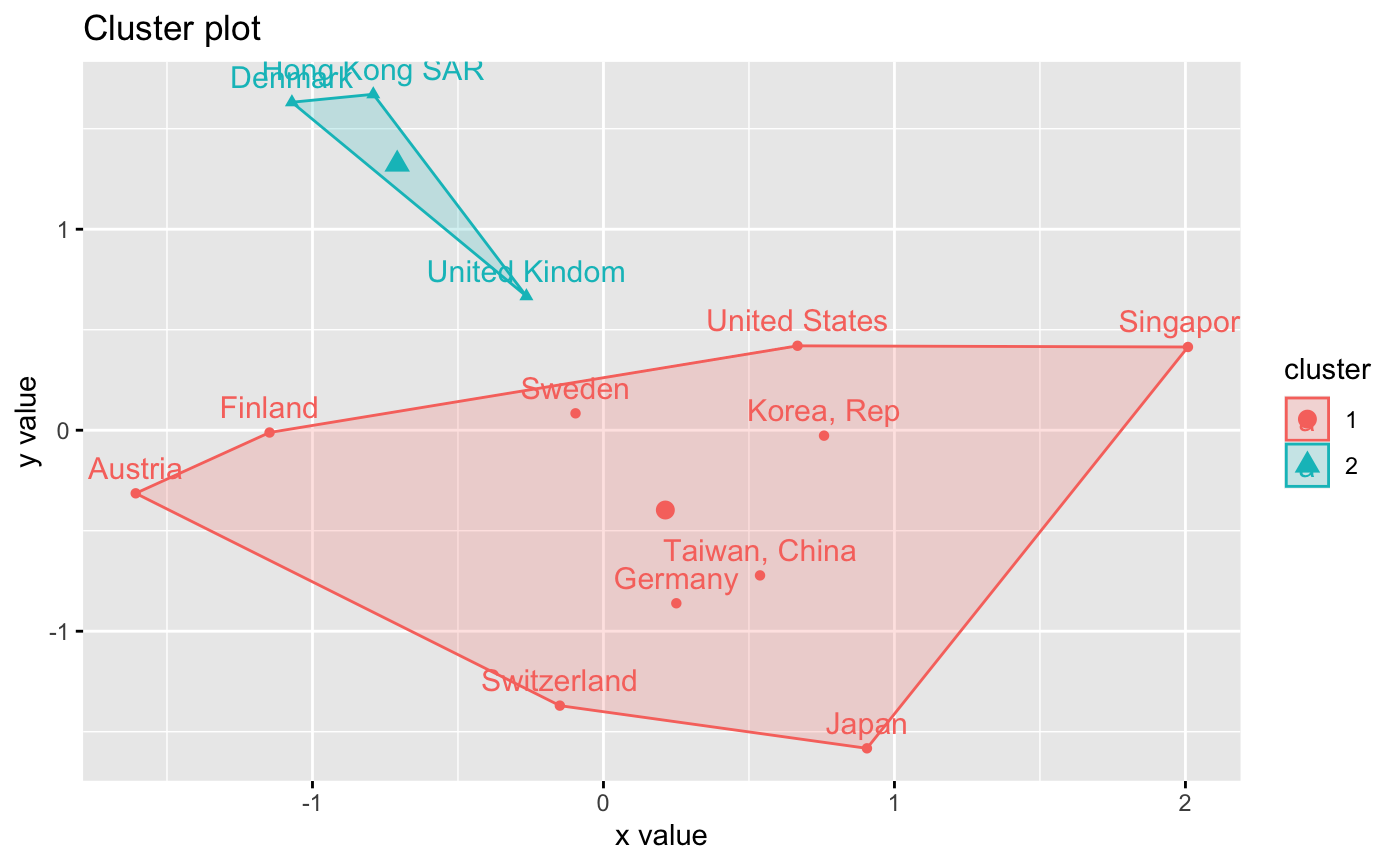 Cluster plot
Hong Kong SAR
Denmark
1
United Kindom
United States
Singapor
cluster
Sweden
Finland
Korea, Rep
a 1
0
Austria
a 2
y value
Taiwan, China
Germany
-1
Switzerland
Japan
-1 0 1 2
x value